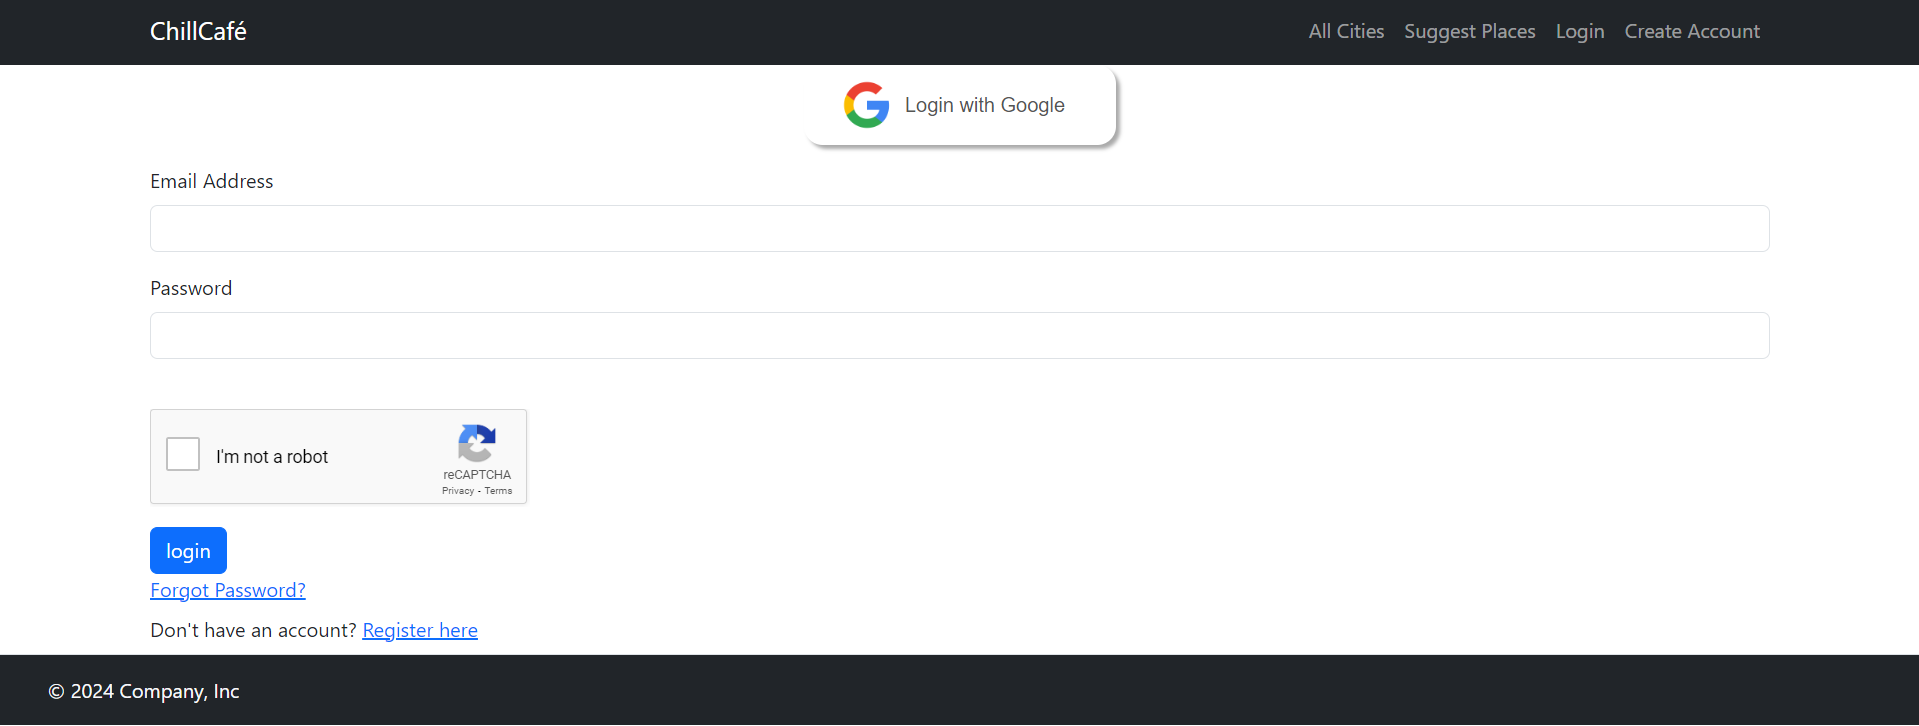 ChillCafé
All Cities Suggest Places Login Create Account
Login with Google
Email Address
Password
I'm not a robot
reCAPTCHA
Privacy - Terms
login
Forgot Password?
Don't have an account? Register here
© 2024 Company, Inc